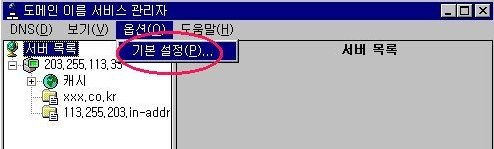 도메인 이름 서비스 관리자
DNS(D) 보기(V) 옵션(O) 도움말(H)
기본 설정(P)...
서버 목록
서버 목록
203,255,113,35
캐시
xxx,co,kr
113,255,203,in-addr